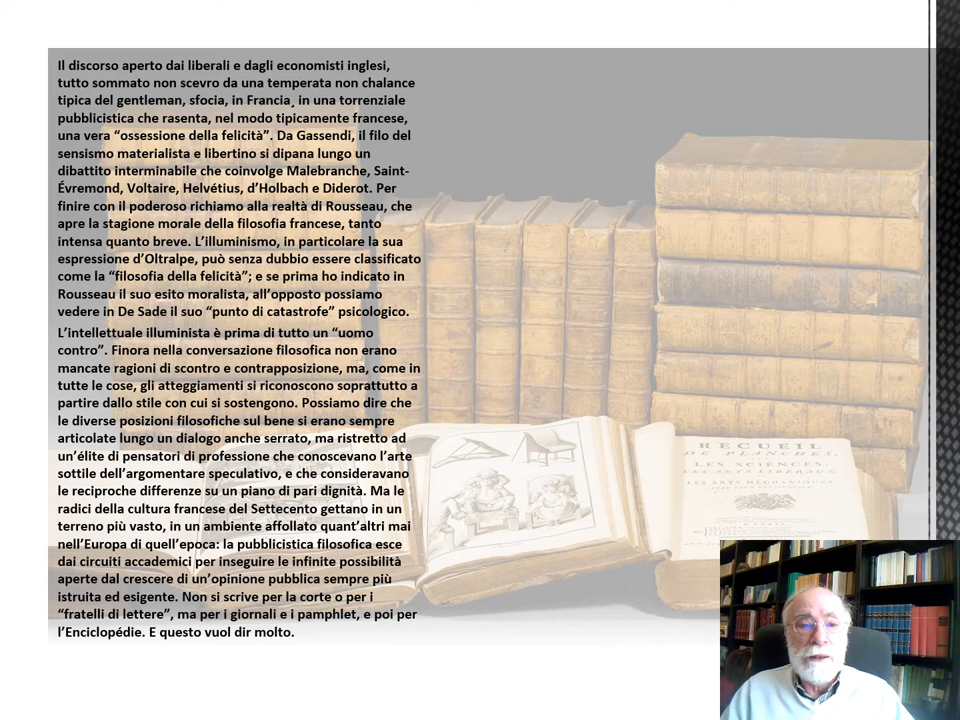 Il discorso aperto dai liberali e dagli economisti inglesi,
tutto sommato non scevro da una temperata non chalance
tipica del gentleman, sfocia, in Francia, in una torrenziale
pubblicistica che rasenta, nel modo tipicamente francese,
una vera “ossessione della felicità”. Da Gassendi, il filo del
sensismo materialista e libertino si dipana lungo un
dibattito interminabile che coinvolge Malebranche, Saint-
Évremond, Voltaire, Helvétius, d’Holbach e Diderot. Per
finire con il poderoso richiamo alla realtà di Rousseau, che
apre la stagione morale della filosofia francese, tanto
intensa quanto breve. L’illuminismo, in particolare la sua
espressione d’Oltralpe, può senza dubbio essere classificato
come la “filosofia della felicità”; e se prima ho indicato in
Rousseau il suo esito moralista, all’opposto possiamo
vedere in De Sade il suo “punto di catastrofe” psicologico.
L’intellettuale illuminista è prima di tutto un “uomo
contro”. Finora nella conversazione filosofica non erano
mancate ragioni di scontro e contrapposizione, ma, come in
tutte le cose, gli atteggiamenti si riconoscono soprattutto a
partire dallo stile con cui si sostengono. Possiamo dire che
le diverse posizioni filosofiche sul bene si erano sempre
articolate lungo un dialogo anche serrato, ma ristretto ad
un’élite di pensatori di professione che conoscevano l’arte
sottile dell’argomentare speculativo, e che consideravano
le reciproche differenze su un piano di pari dignità. Ma le
radici della cultura francese del Settecento gettano in un
terreno più vasto, in un ambiente affollato quant’altri mai
nell’Europa di quell’epoca: la pubblicistica filosofica esce
dai circuiti accademici per inseguire le infinite possibilità
aperte dal crescere di un’opinione pubblica sempre più
istruita ed esigente. Non si scrive per la corte o per i
“fratelli di lettere”, ma per i giornali e i pamphlet, e poi per
l’Enciclopédie. E questo vuol dir molto.
RECUEIL
DE PLANCHES,
LES SCIENCES,
LES ARTS LIBÉRAUX,
LES ARTS MÉCHANIQUES,